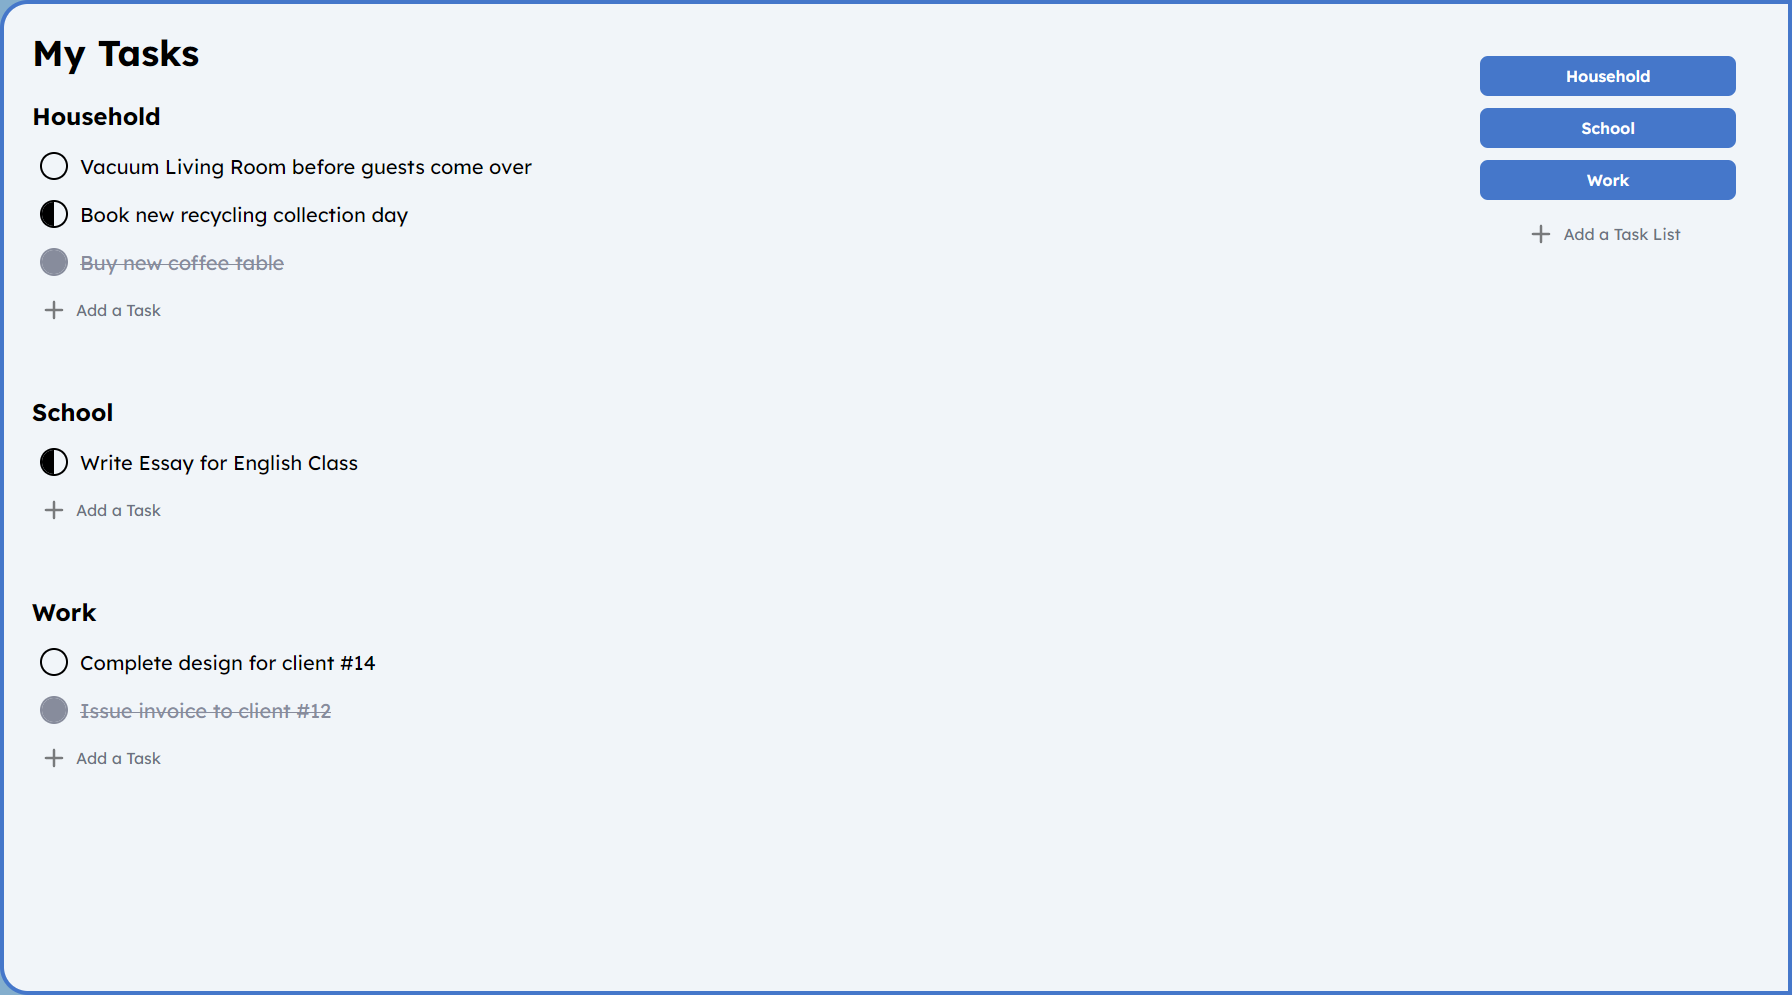 My Tasks
Household
Vacuum Living Room before guests come over
Book new recycling collection day
Buy new coffee table
Add a Task
School
Write Essay for English Class
Add a Task
Work
Complete design for client #14
Issue invoice to client #12
Add a Task
Household
School
Work
Add a Task List